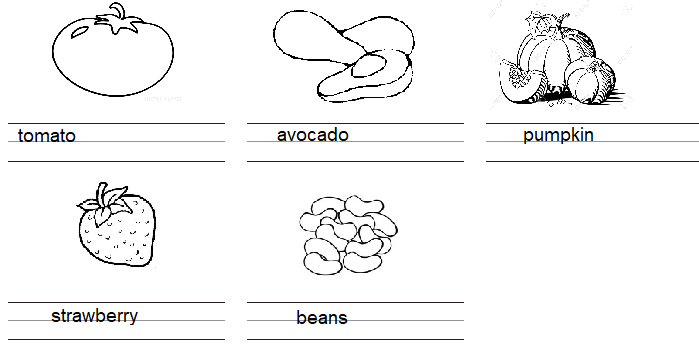 tomato
avocado
pumpkin
strawberry
beans